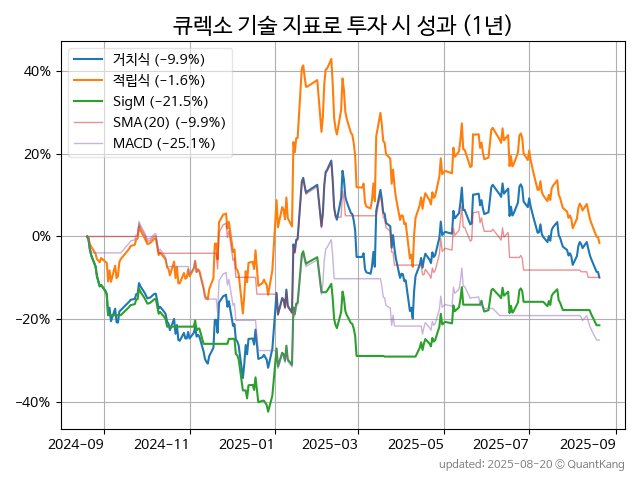 큐렉소 기술 지표로 투자 시 성과 (1년)
거치식 (-9.9%)
적립식 (-1.6%)
SigM (-21.5%)
SMA(20) (-9.9%)
MACD (-25.1%)
40%
20%
0%
-20%
-40%
2024-09 2024-11 2025-01 2025-03 2025-05 2025-07 2025-09
updated: 2025-08-20 © QuantKang